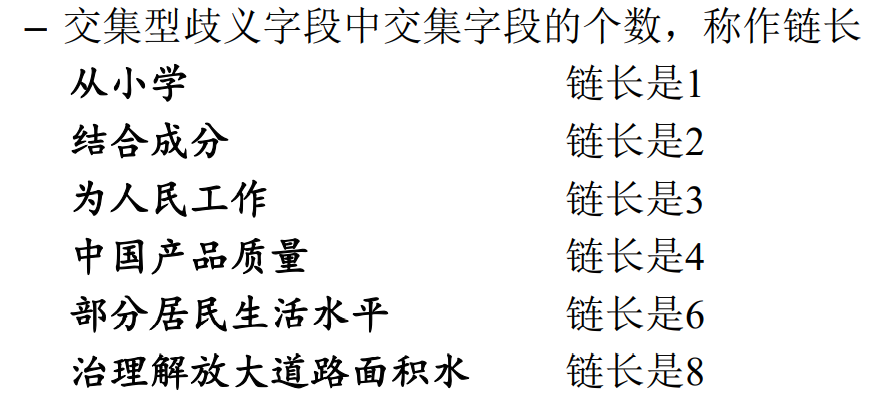 – 交集型歧义字段中交集字段的个数，称作链长
从小学 链长是1
结合成分 链长是2
为人民工作 链长是3
中国产品质量 链长是4
部分居民生活水平 链长是6
治理解放大道路面积水 链长是8